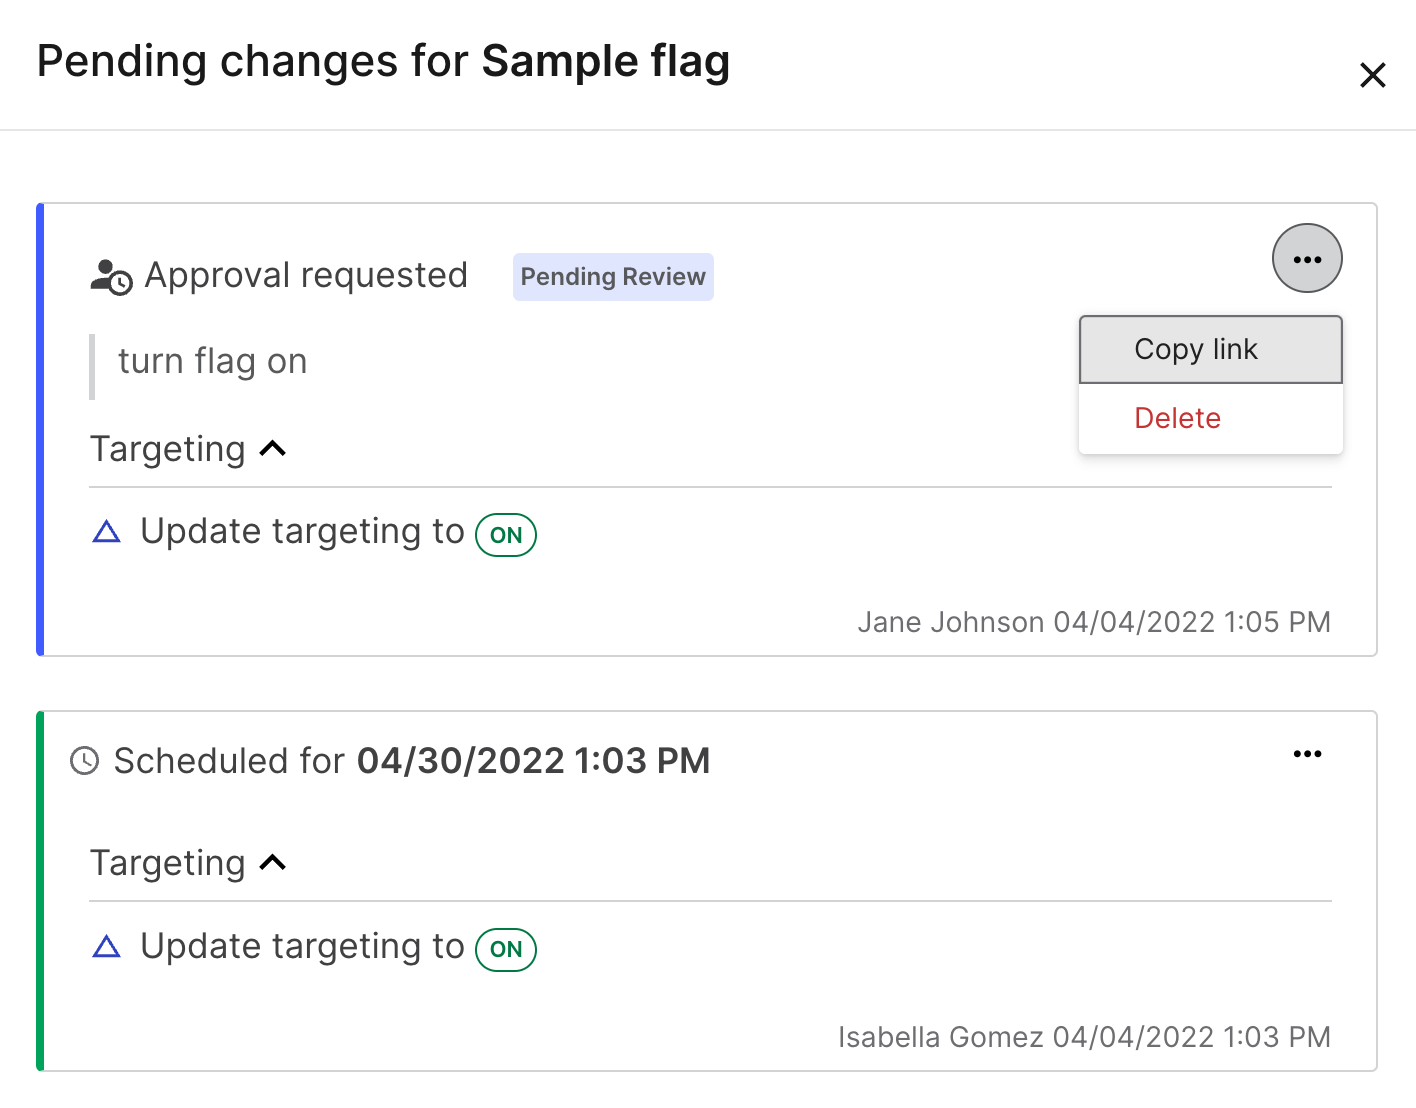 Pending changes for Sample flag
Approval requested Pending Review
Copy link
turn flag on
Delete
Targeting
Update targeting to ON
Jane Johnson 04/04/2022 1:05 PM
Scheduled for 04/30/2022 1:03 PM
Targeting
Update targeting to ON
Isabella Gomez 04/04/2022 1:03 PM